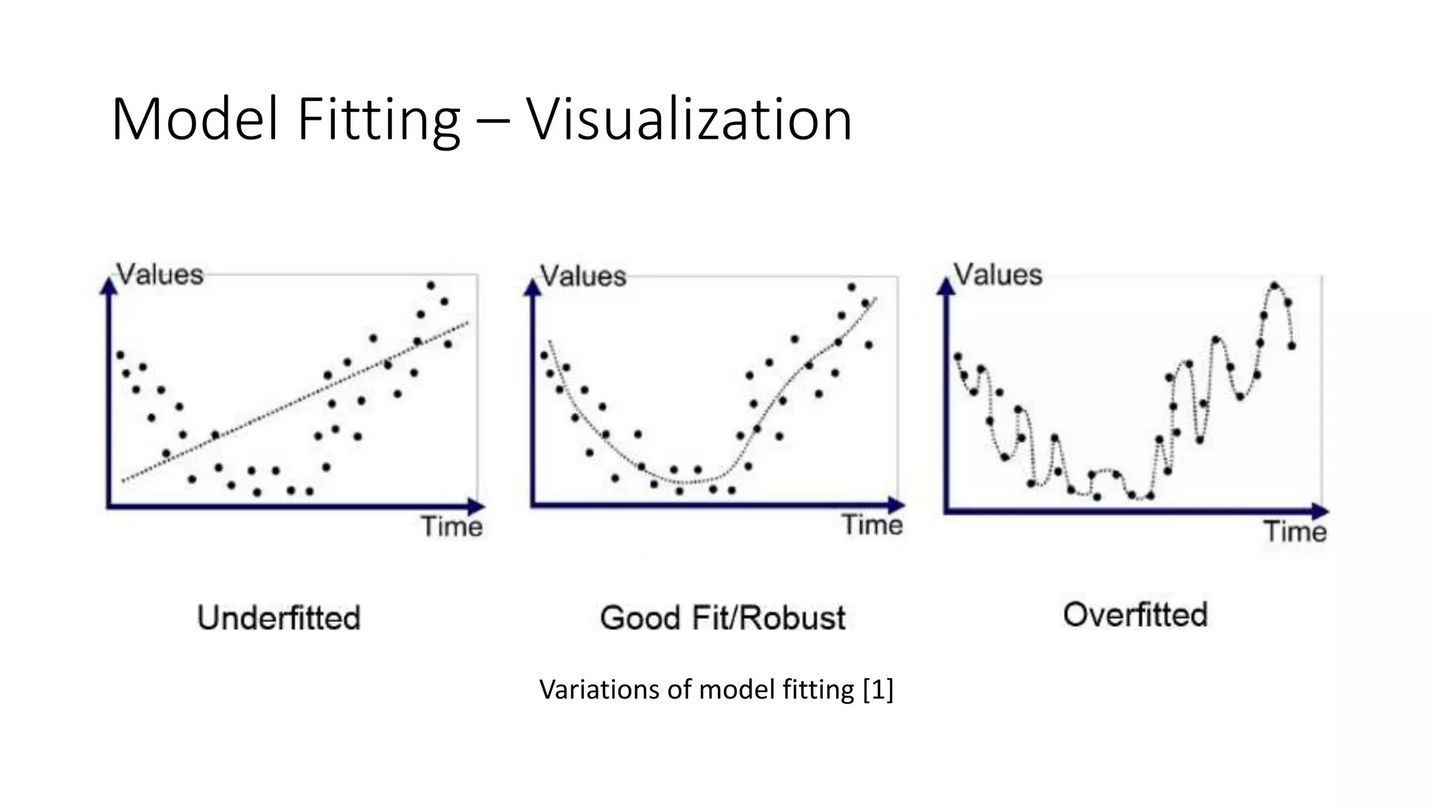 Model Fitting – Visualization
Values
Time
Underfitted
Values
Time
Good Fit/Robust
Values
Time
Overfitted
Variations of model fitting [1]